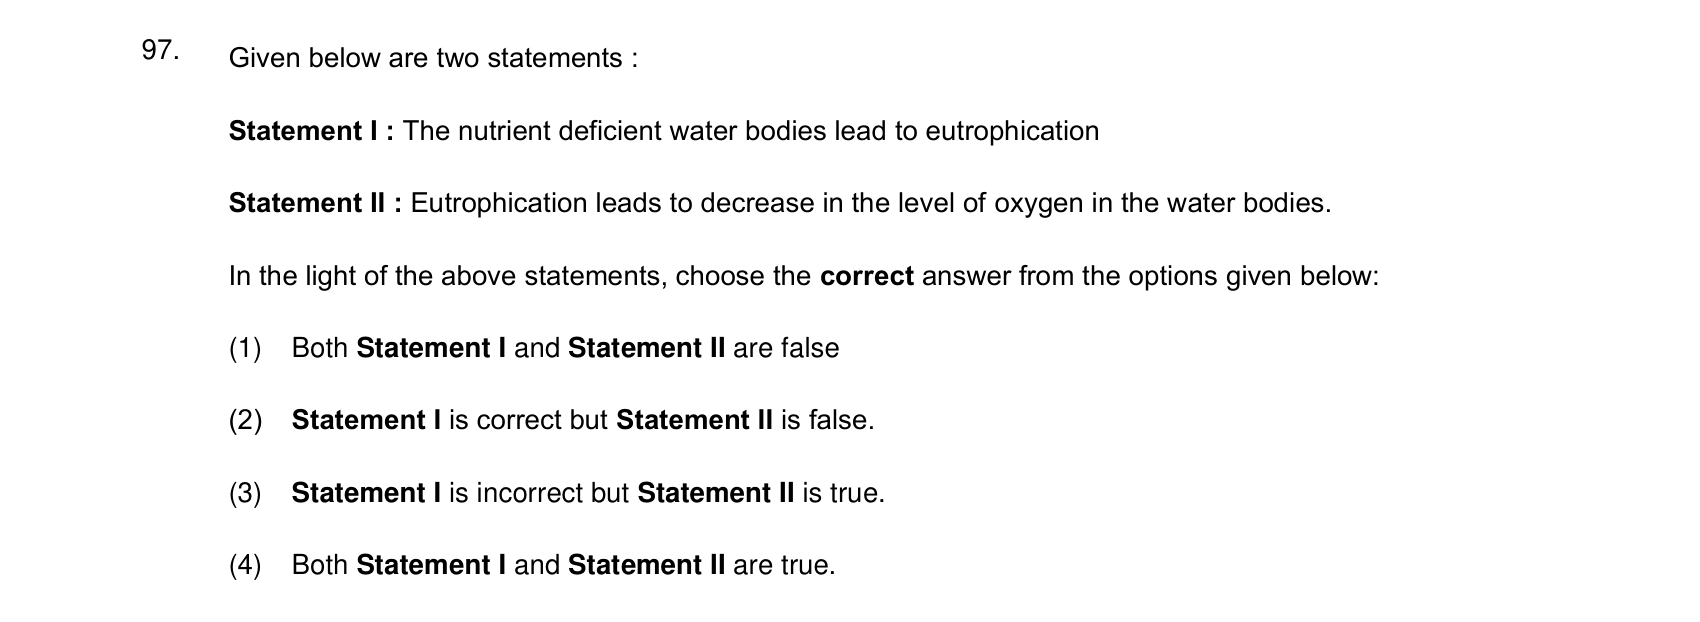 97. Given below are two statements :
Statement I : The nutrient deficient water bodies lead to eutrophication
Statement II : Eutrophication leads to decrease in the level of oxygen in the water bodies.
In the light of the above statements, choose the correct answer from the options given below:
(1) Both Statement I and Statement II are false
(2) Statement I is correct but Statement II is false.
(3) Statement I is incorrect but Statement II is true.
(4) Both Statement I and Statement II are true.